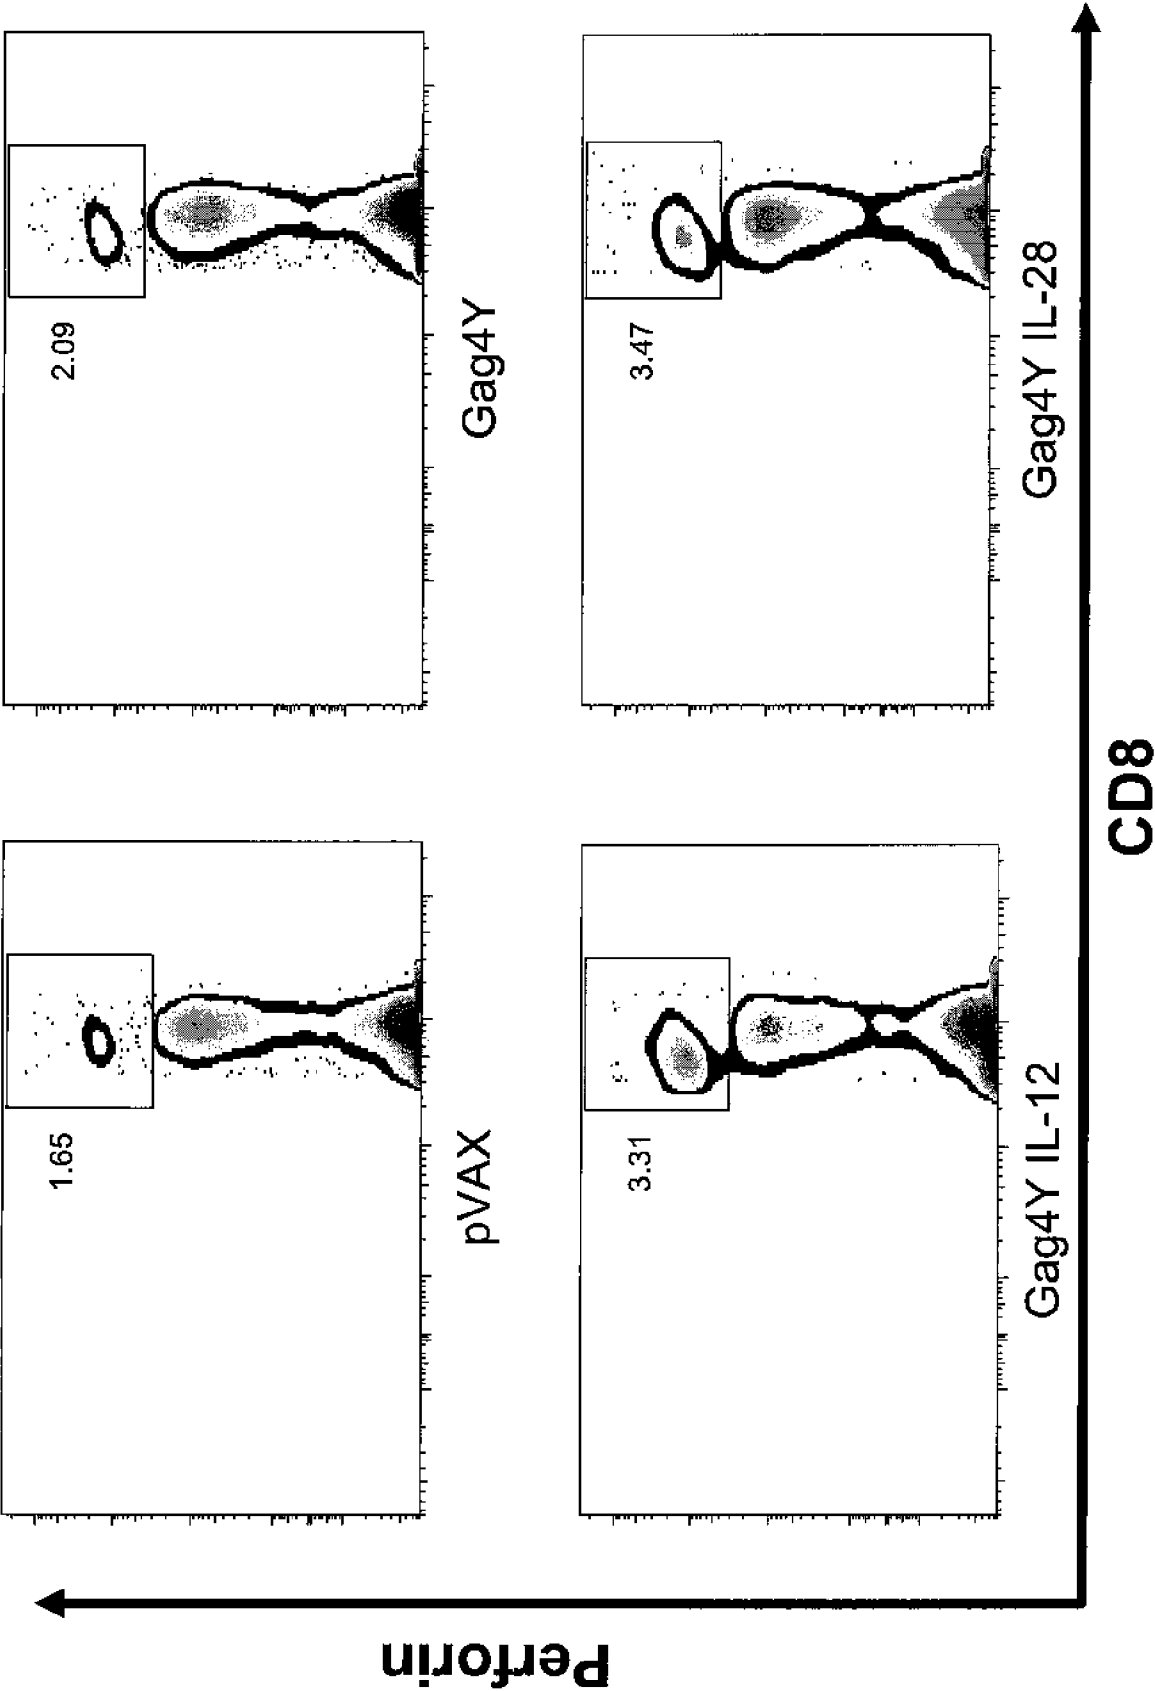 Perforin
1.65
pVAX
2.09
Gag4Y
3.31
Gag4Y IL-12
3.47
Gag4Y IL-28
CD8